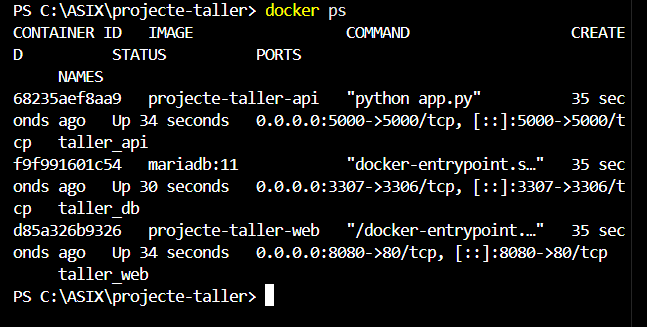 PS C:\ASIX\projecte-taller> docker ps
CONTAINER ID   IMAGE                 COMMAND                  CREATE
D          STATUS          PORTS
      NAMES
68235aef8aa9   projecte-taller-api   "python app.py"          35 sec
onds ago   Up 34 seconds   0.0.0.0:5000->5000/tcp, [::]:5000->5000/t
cp   taller_api
f9f991601c54   mariadb:11            "docker-entrypoint.s…"   35 sec
onds ago   Up 30 seconds   0.0.0.0:3307->3306/tcp, [::]:3307->3306/t
cp   taller_db
d85a326b9326   projecte-taller-web   "/docker-entrypoint.…"   35 sec
onds ago   Up 34 seconds   0.0.0.0:8080->80/tcp, [::]:8080->80/tcp
      taller_web
PS C:\ASIX\projecte-taller>